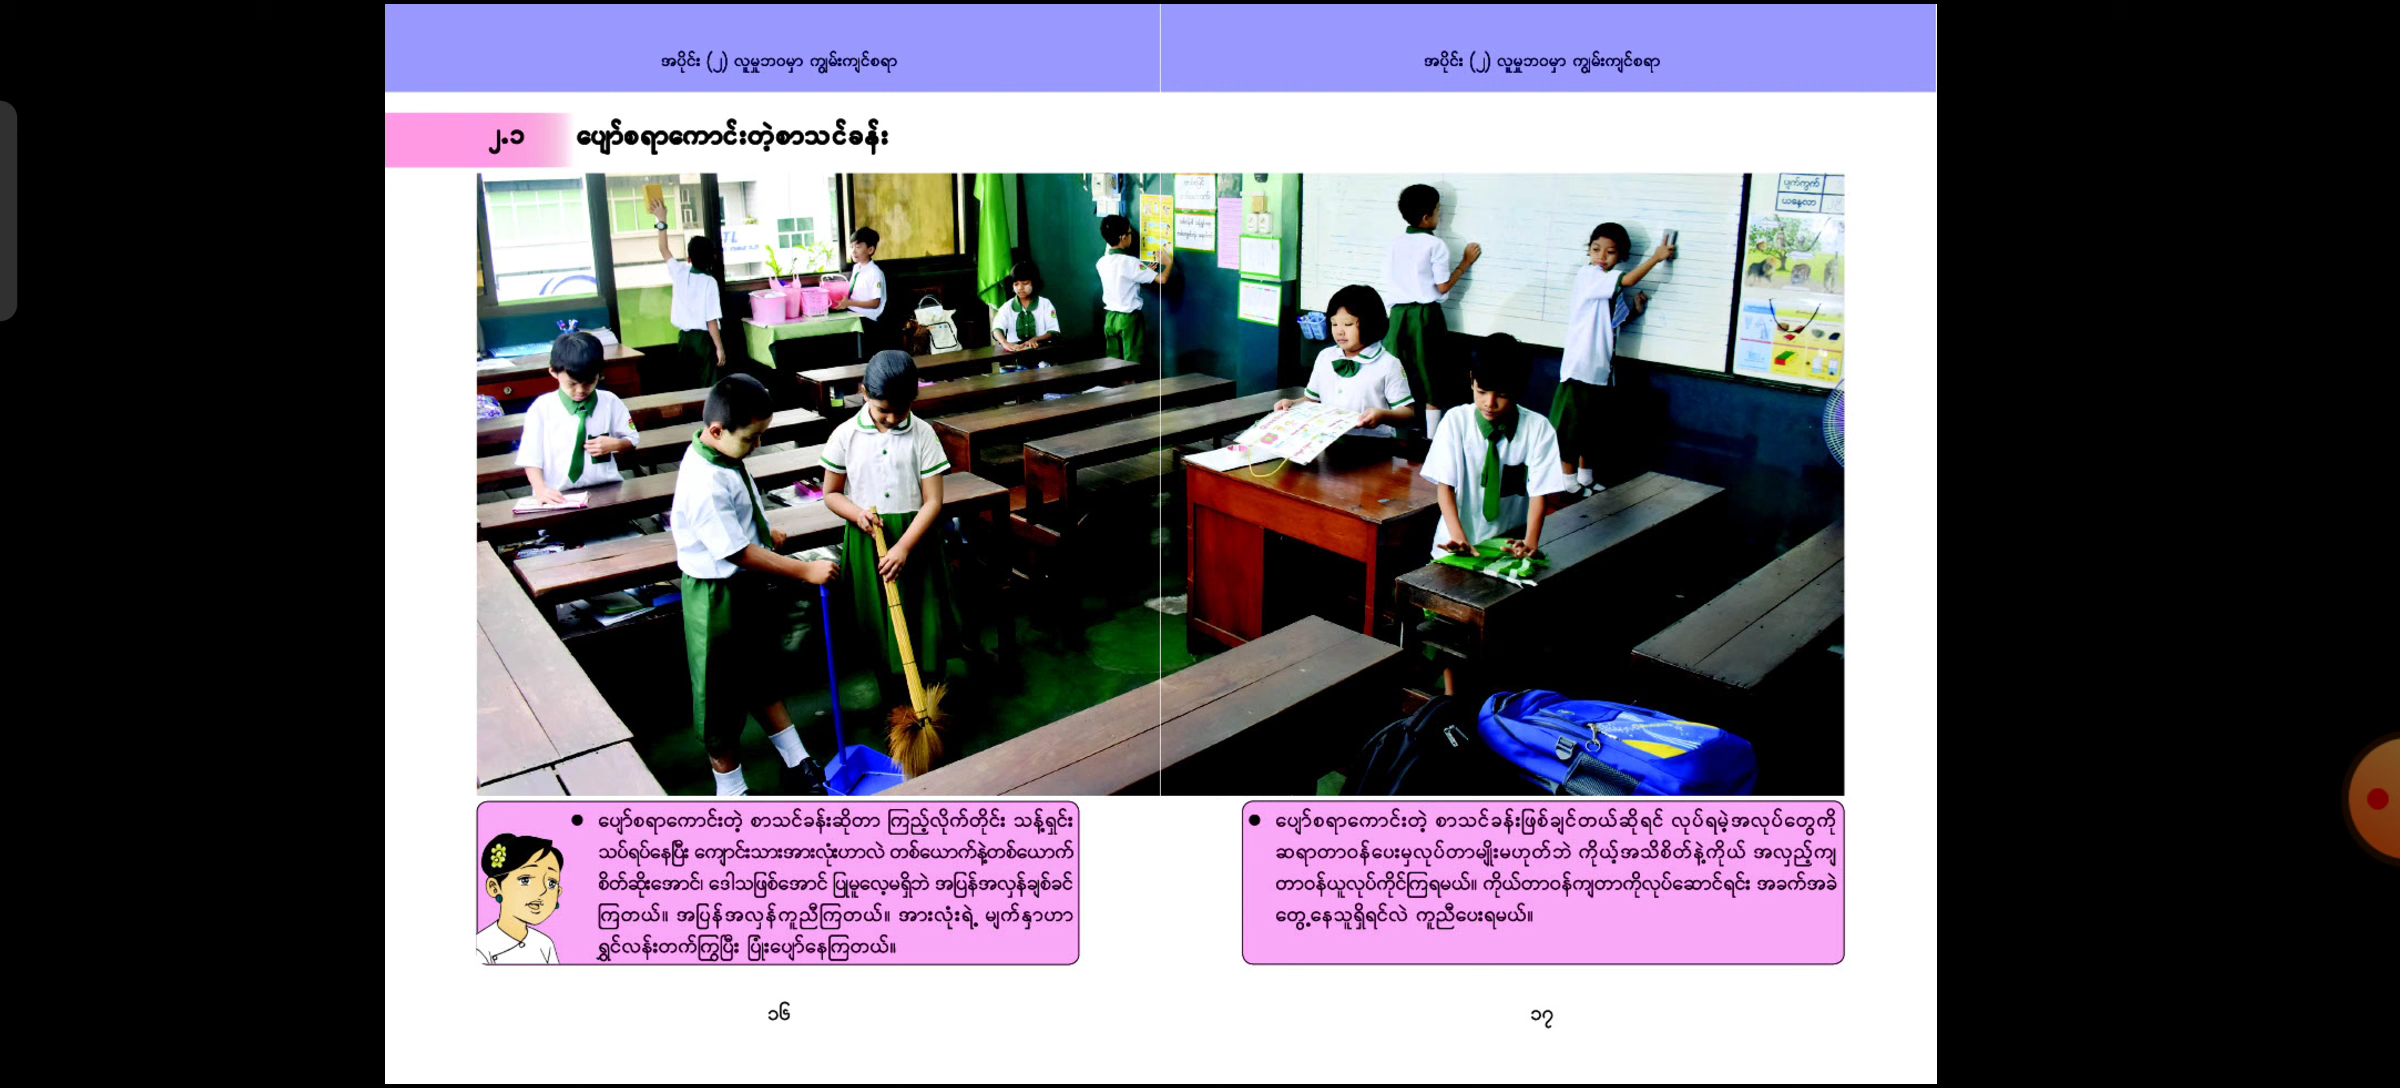 အပိုင်း (၂) လူမှုဘဝမှာ ကျွမ်းကျင်စရာ
အပိုင်း (၂) လူမှုဘဝမှာ ကျွမ်းကျင်စရာ
၂.၁ ပျော်စရာကောင်းတဲ့စာသင်ခန်း
ပျက်ကွက်
ယနေ့လာ
● ပျော်စရာကောင်းတဲ့ စာသင်ခန်းဆိုတာ ကြည့်လိုက်တိုင်း သန့်ရှင်း
သပ်ရပ်နေပြီး ကျောင်းသားအားလုံးဟာလဲ တစ်ယောက်နဲ့တစ်ယောက်
စိတ်ဆိုးအောင်၊ ဒေါသဖြစ်အောင် ပြုမူလေ့မရှိဘဲ အပြန်အလှန်ချစ်ခင်
ကြတယ်။ အပြန်အလှန်ကူညီကြတယ်။ အားလုံးရဲ့ မျက်နှာဟာ
ရွှင်လန်းတက်ကြွပြီး ပြုံးပျော်နေကြတယ်။
● ပျော်စရာကောင်းတဲ့ စာသင်ခန်းဖြစ်ချင်တယ်ဆိုရင် လုပ်ရမဲ့အလုပ်တွေကို
ဆရာတာဝန်ပေးမှလုပ်တာမျိုးမဟုတ်ဘဲ ကိုယ့်အသိစိတ်နဲ့ကိုယ် အလှည့်ကျ
တာဝန်ယူလုပ်ကိုင်ကြရမယ်။ ကိုယ်တာဝန်ကျတာကိုလုပ်ဆောင်ရင်း အခက်အခဲ
တွေ့နေသူရှိရင်လဲ ကူညီပေးရမယ်။
၁၆
၁၇